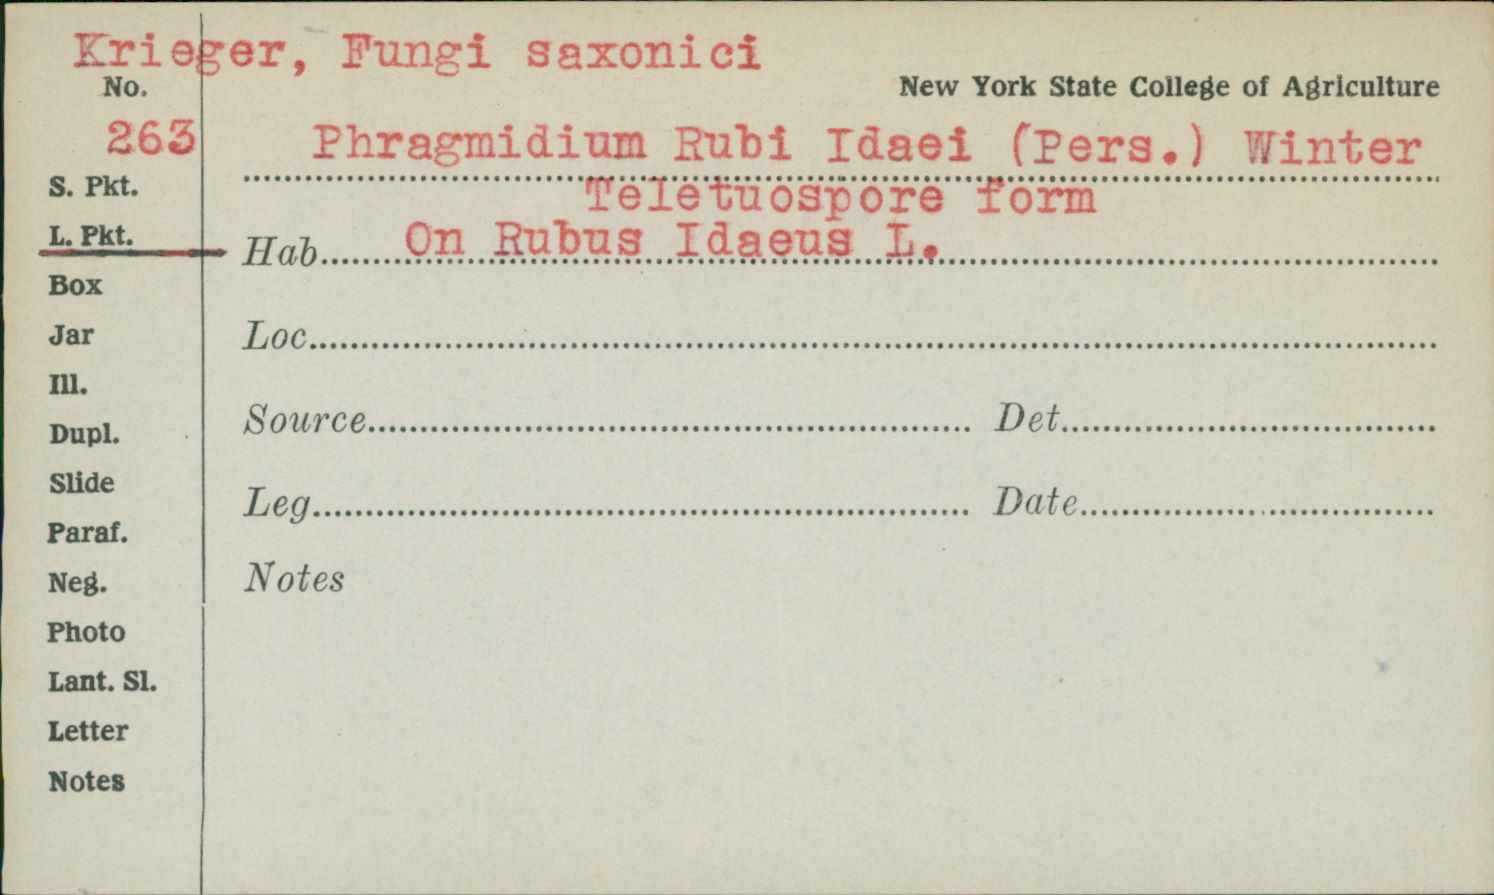 Krieger, Fungi saxonici
No.
New York State College of Agriculture
263
Phragmidium Rubi Idaei (Pers.) Winter
S. Pkt.
Teletuospore form
L. Pkt.
Hab. On Rubus Idaeus L.
Box
Jar
Loc.
Ill.
Dupl.
Source
Det.
Slide
Leg.
Date
Paraf.
Neg.
Notes
Photo
Lant. Sl.
Letter
Notes